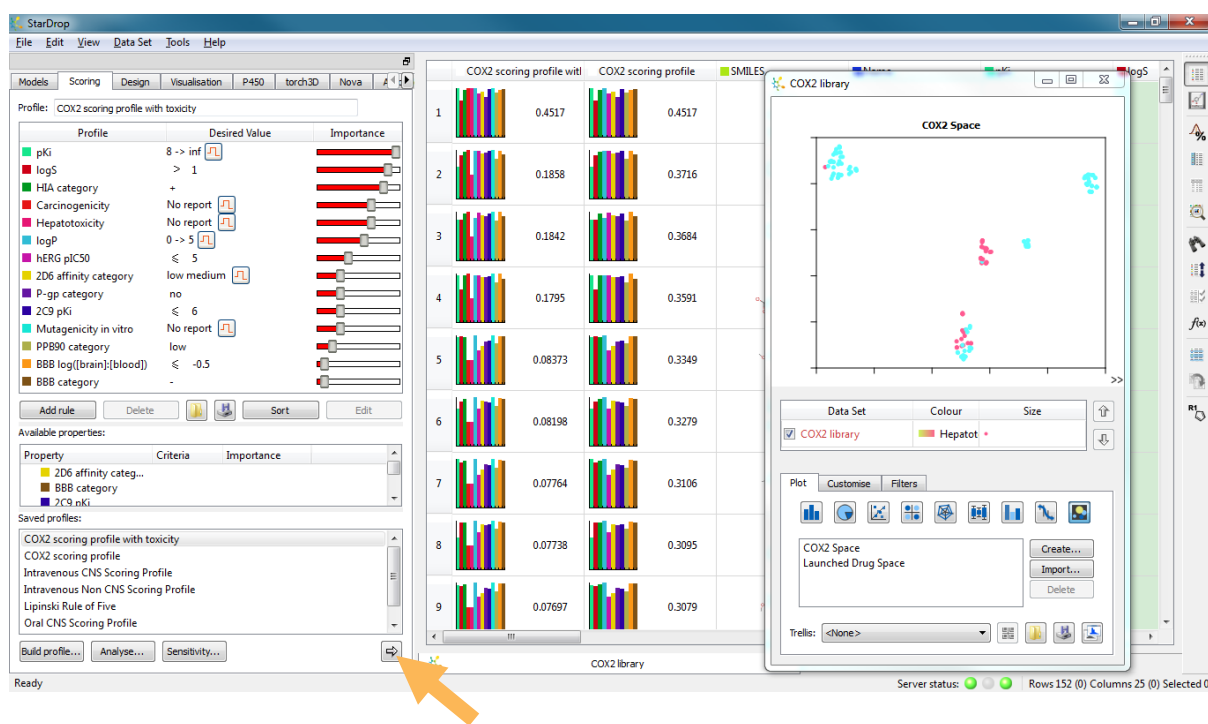 StarDrop
File Edit View Data Set Tools Help
Models Scoring Design Visualisation P450 torch3D Nova
Profile: COX2 scoring profile with toxicity
Profile Desired Value Importance
pKi 8 -> inf
logS > 1
HIA category +
Carcinogenicity No report
Hepatotoxicity No report
logP 0 -> 5
hERG pIC50 ≤ 5
2D6 affinity category low medium
P-gp category no
2C9 pKi ≤ 6
Mutagenicity in vitro No report
PPB90 category low
BBB log([brain]:[blood]) ≤ -0.5
BBB category -
Add rule Delete Sort Edit
Available properties:
Property Criteria Importance
2D6 affinity categ...
BBB category
2C9 pKi
Saved profiles:
COX2 scoring profile with toxicity
COX2 scoring profile
Intravenous CNS Scoring Profile
Intravenous Non CNS Scoring Profile
Lipinski Rule of Five
Oral CNS Scoring Profile
Build profile... Analyse... Sensitivity...
Ready
COX2 scoring profile witl COX2 scoring profile SMILES Name pKi logS
1 0.4517 0.4517
2 0.1858 0.3716
3 0.1842 0.3684
4 0.1795 0.3591
5 0.08373 0.3349
6 0.08198 0.3279
7 0.07764 0.3106
8 0.07738 0.3095
9 0.07697 0.3079
COX2 library
COX2 library
COX2 Space
>>
Data Set Colour Size
COX2 library Hepatot
Plot Customise Filters
COX2 Space
Launched Drug Space
Create...
Import...
Delete
Trellis: <None>
%
f(x)
R1
Server status: Rows 152 (0) Columns 25 (0) Selected 0